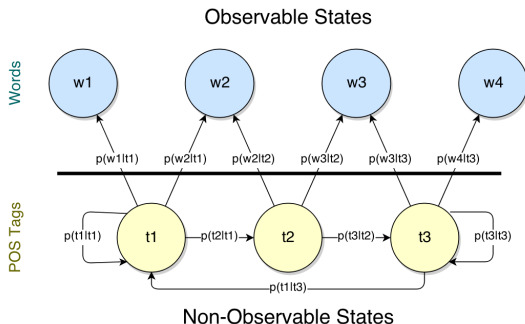 Observable States
Words
w1
w2
w3
w4
p(w1|t1)
p(w2|t1)
p(w2|t2)
p(w3|t2)
p(w3|t3)
p(w4|t3)
POS Tags
p(t1|t1)
t1
p(t2|t1)
t2
p(t3|t2)
t3
p(t3|t3)
p(t1|t3)
Non-Observable States